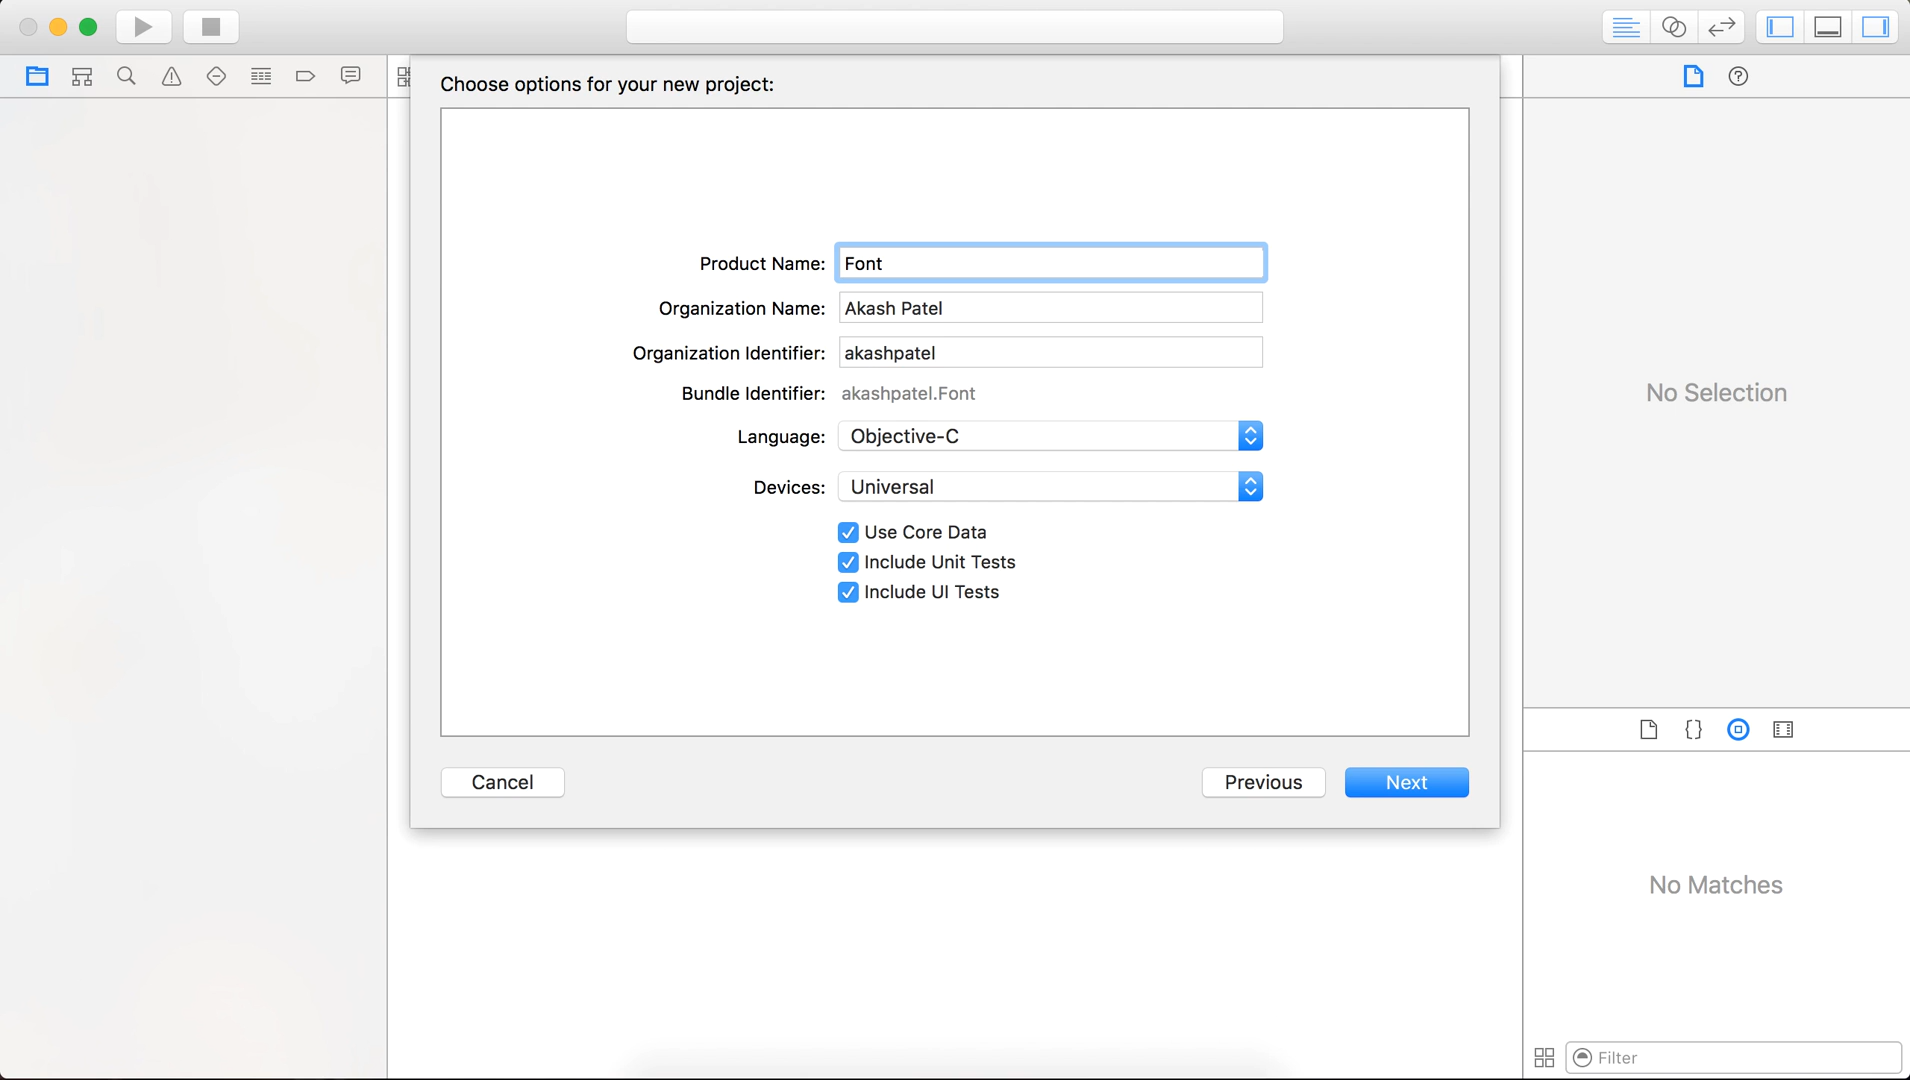 Choose options for your new project:
Product Name: Font
Organization Name: Akash Patel
Organization Identifier: akashpatel
Bundle Identifier: akashpatel.Font
Language: Objective-C
Devices: Universal
Use Core Data
Include Unit Tests
Include UI Tests
Cancel
Previous
Next
No Selection
No Matches
Filter